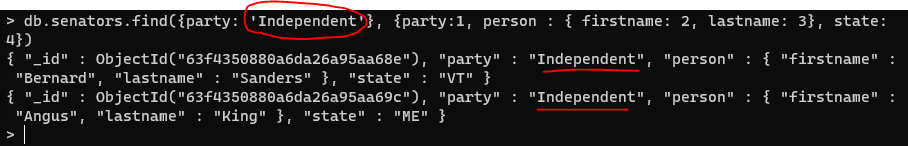 > db.senators.find({party: 'Independent'}, {party:1, person : { firstname: 2, lastname: 3}, state:
4})
{ "_id" : ObjectId("63f4350880a6da26a95aa68e"), "party" : "Independent", "person" : { "firstname" :
"Bernard", "lastname" : "Sanders" }, "state" : "VT" }
{ "_id" : ObjectId("63f4350880a6da26a95aa69c"), "party" : "Independent", "person" : { "firstname" :
"Angus", "lastname" : "King" }, "state" : "ME" }
>